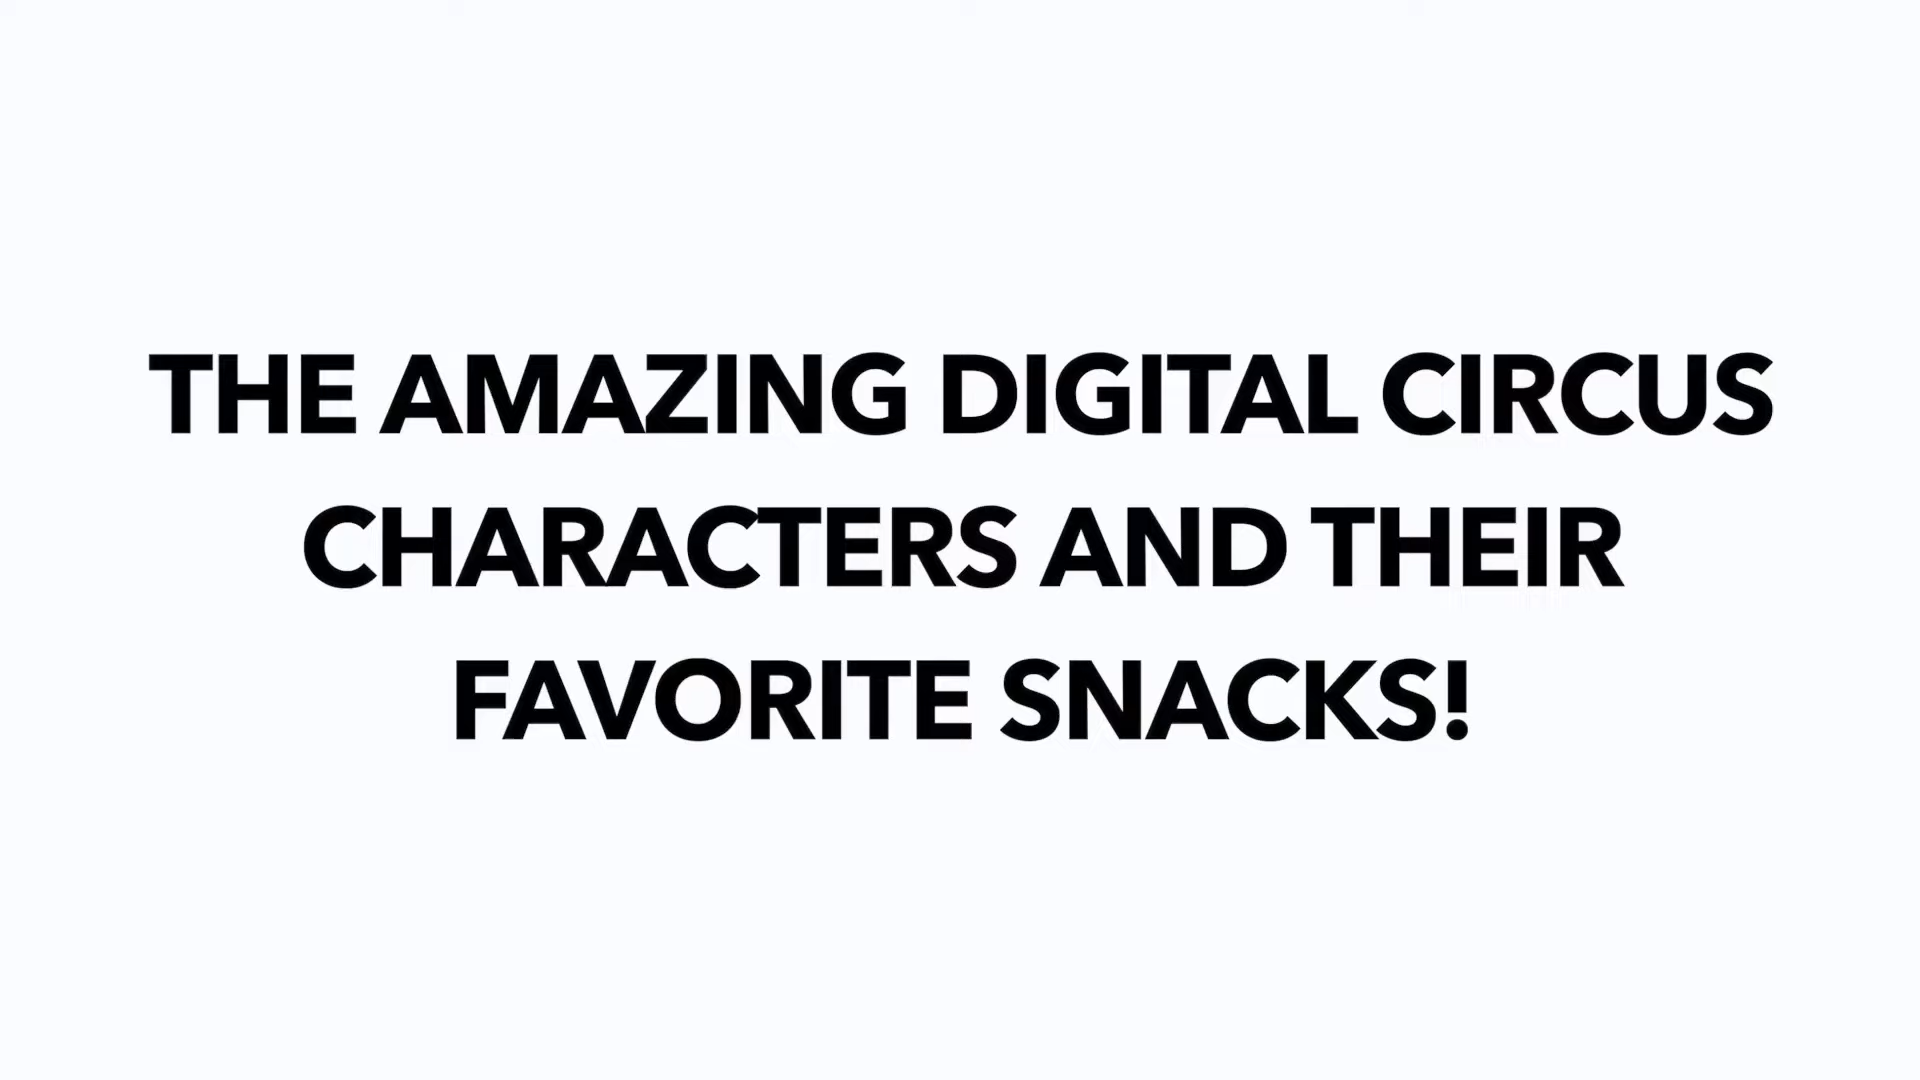 THE AMAZING DIGITAL CIRCUS
CHARACTERS AND THEIR
FAVORITE SNACKS!